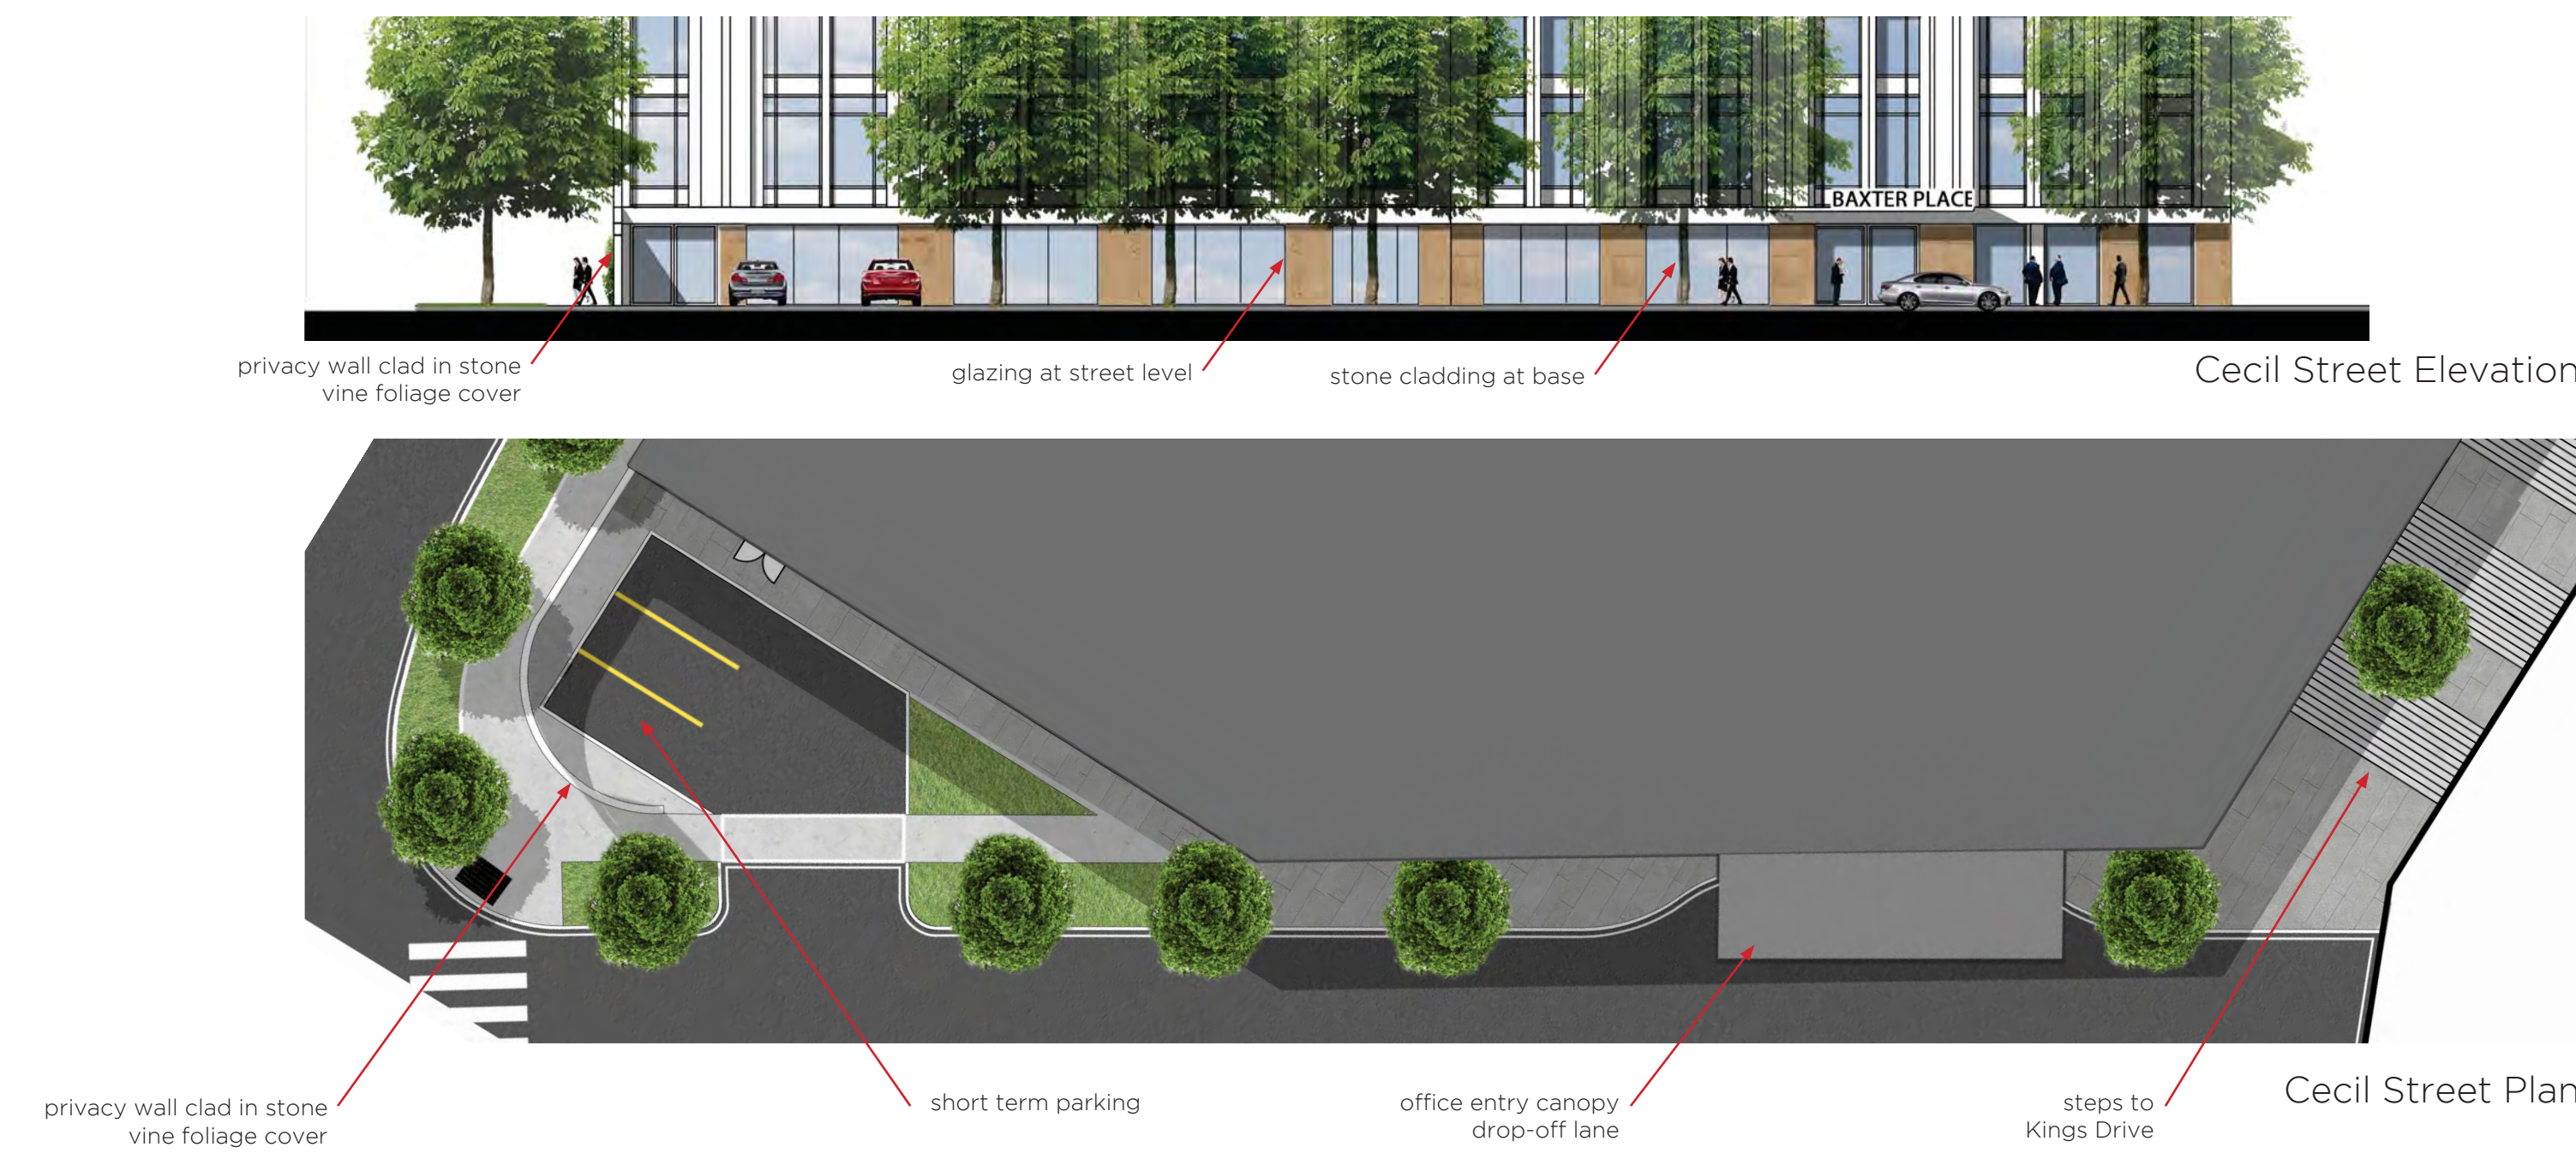 BAXTER PLACE
privacy wall clad in stone
vine foliage cover
glazing at street level
stone cladding at base
Cecil Street Elevation
privacy wall clad in stone
vine foliage cover
short term parking
office entry canopy
drop-off lane
steps to
Kings Drive
Cecil Street Plan